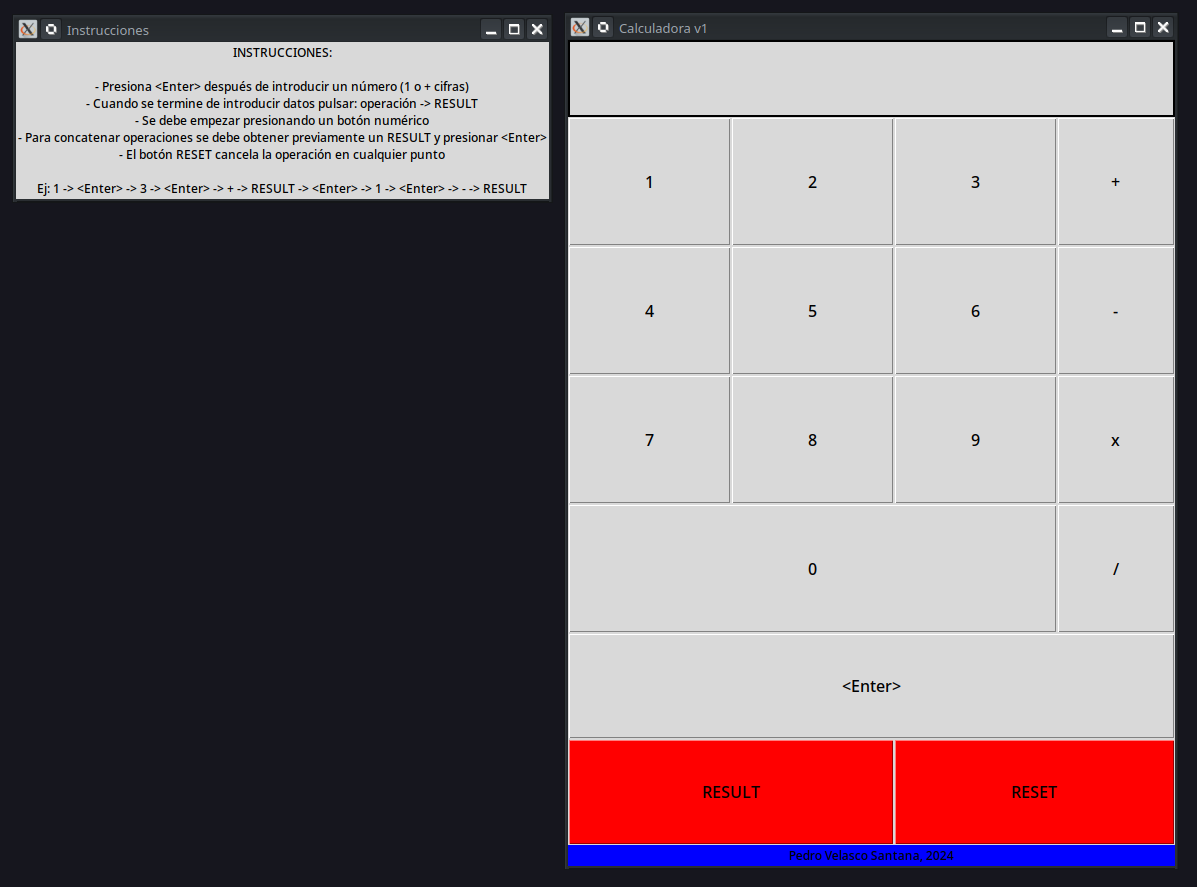 Instrucciones
INSTRUCCIONES:
- Presiona <Enter> después de introducir un número (1 o + cifras)
- Cuando se termine de introducir datos pulsar: operación -> RESULT
- Se debe empezar presionando un botón numérico
- Para concatenar operaciones se debe obtener previamente un RESULT y presionar <Enter>
- El botón RESET cancela la operación en cualquier punto
Ej: 1 -> <Enter> -> 3 -> <Enter> -> + -> RESULT -> <Enter> -> 1 -> <Enter> -> - -> RESULT
Calculadora v1
1 2 3 +
4 5 6 -
7 8 9 x
0 /
<Enter>
RESULT RESET
Pedro Velasco Santana, 2024